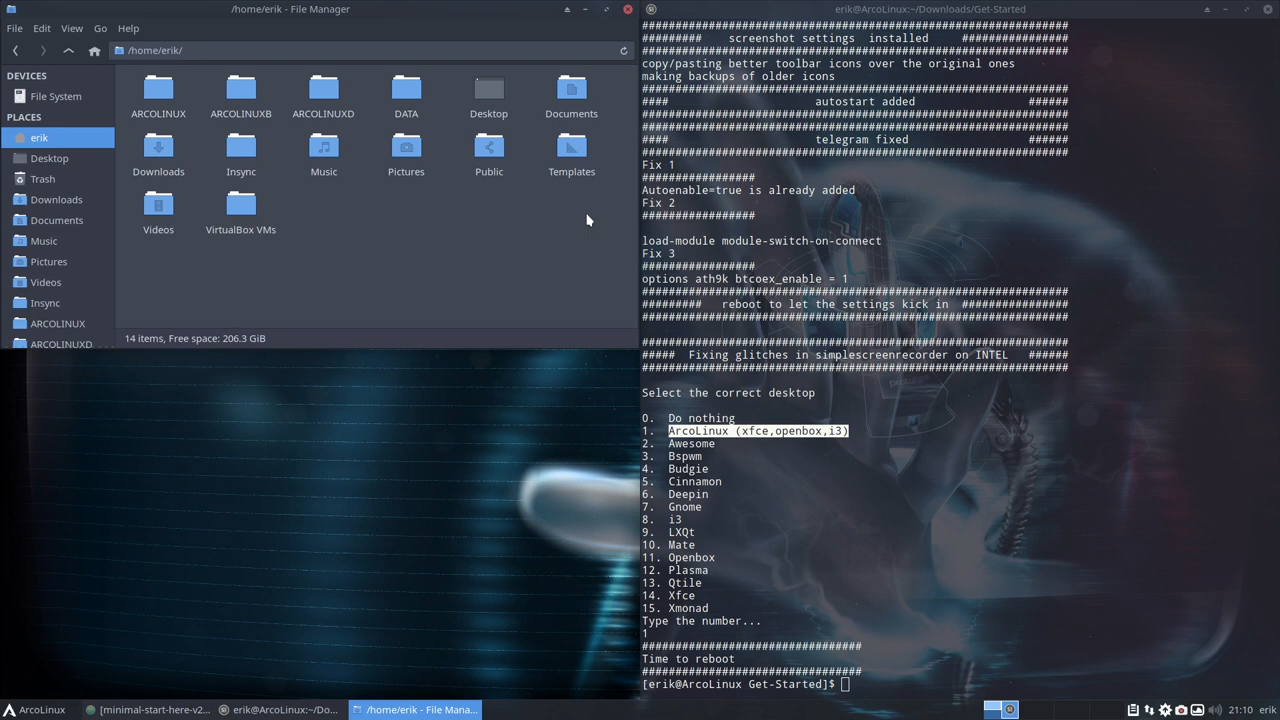 /home/erik - File Manager
File Edit View Go Help
/home/erik/
DEVICES
File System
PLACES
erik
Desktop
Trash
Downloads
Documents
Music
Pictures
Videos
Insync
ARCOLINUX
ARCOLINUXD
ARCOLINUX ARCOLINUXB ARCOLINUXD DATA Desktop Documents
Downloads Insync Music Pictures Public Templates
Videos VirtualBox VMs
14 items, Free space: 206.3 GiB
erik@ArcoLinux:~/Downloads/Get-Started
################################################################
######### screenshot settings installed ################
################################################################
copy/pasting better toolbar icons over the original ones
making backups of older icons
################################################################
#### autostart added ######
################################################################
################################################################
#### telegram fixed ######
################################################################
Fix 1
#################
Autoenable=true is already added
Fix 2
#################
load-module module-switch-on-connect
Fix 3
#################
options ath9k btcoex_enable = 1
################################################################
######### reboot to let the settings kick in ################
################################################################
################################################################
##### Fixing glitches in simplescreenrecorder on INTEL ######
################################################################
Select the correct desktop
0. Do nothing
1. ArcoLinux (xfce,openbox,i3)
2. Awesome
3. Bspwm
4. Budgie
5. Cinnamon
6. Deepin
7. Gnome
8. i3
9. LXQt
10. Mate
11. Openbox
12. Plasma
13. Qtile
14. Xfce
15. Xmonad
Type the number...
1
#################################
Time to reboot
#################################
[erik@ArcoLinux Get-Started]$
ArcoLinux [minimal-start-here-v2... erik@ArcoLinux:~/Do... /home/erik - File Mana... 21:10 erik